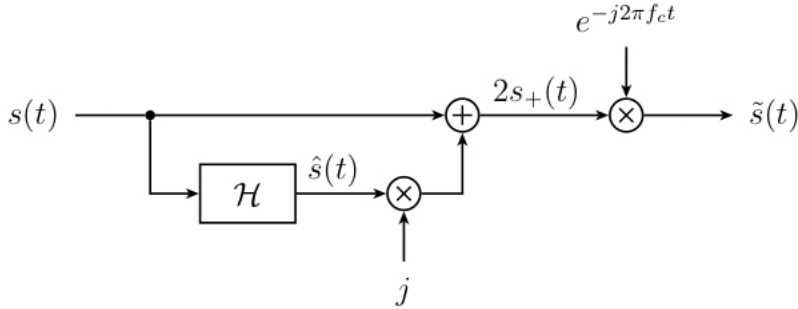 e^{-j2πf_c t}
s(t)
+
2s_+(t)
×
s̃(t)
ℋ
ŝ(t)
×
j